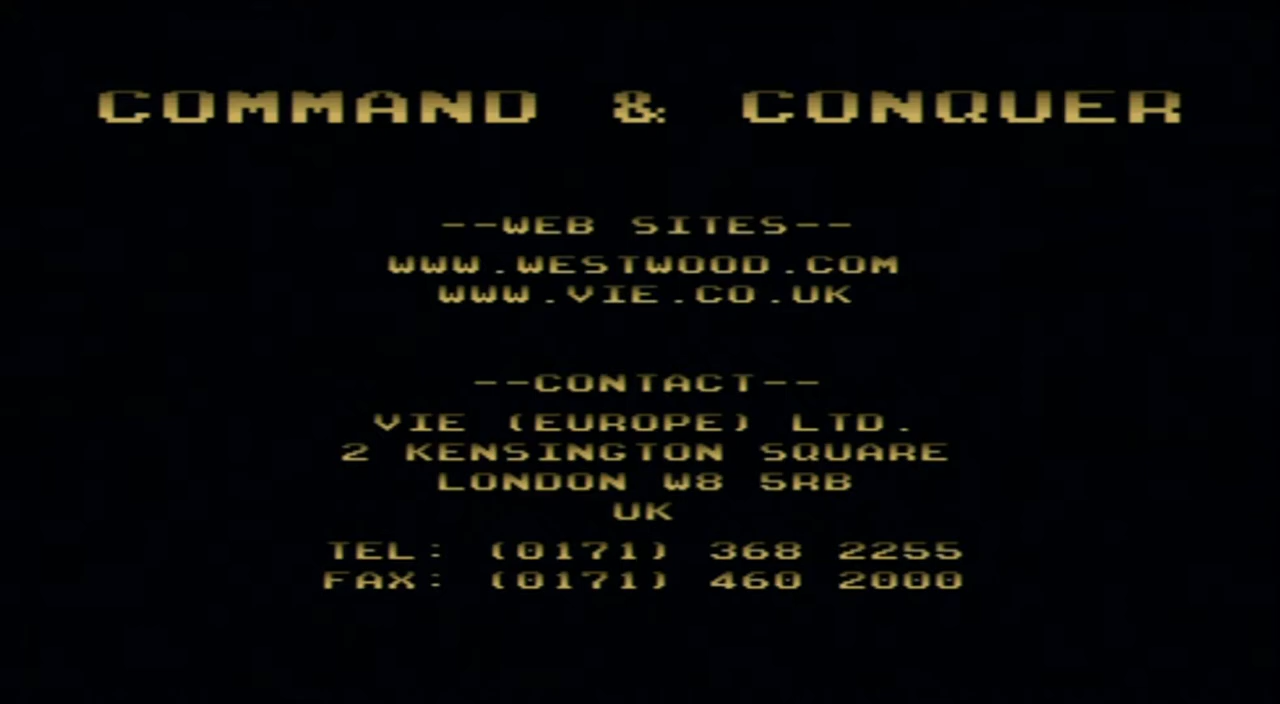 COMMAND & CONQUER
--WEB SITES--
WWW.WESTWOOD.COM
WWW.VIE.CO.UK
--CONTACT--
VIE (EUROPE) LTD.
2 KENSINGTON SQUARE
LONDON W8 5RB
UK
TEL: (0171) 368 2255
FAX: (0171) 460 2000